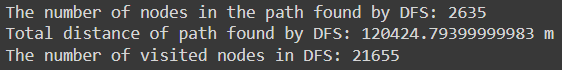 The number of nodes in the path found by DFS: 2635
Total distance of path found by DFS: 120424.79399999983 m
The number of visited nodes in DFS: 21655